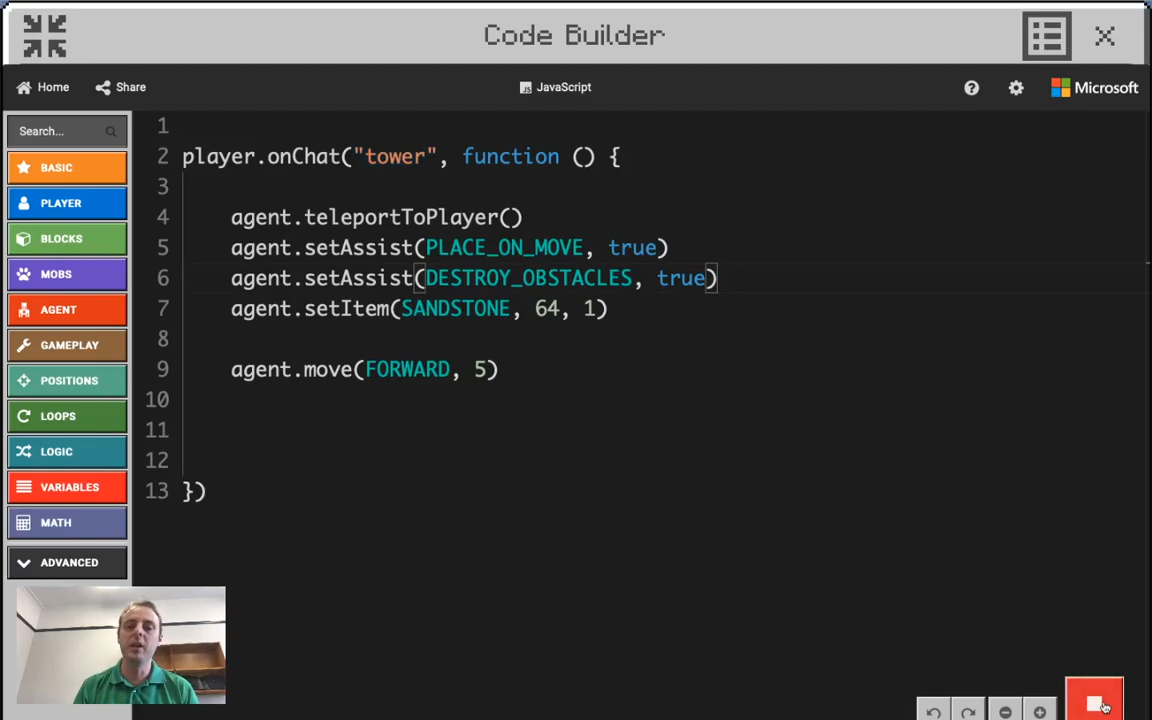 Code Builder
Home Share JavaScript Microsoft
Search...
BASIC
PLAYER
BLOCKS
MOBS
AGENT
GAMEPLAY
POSITIONS
LOOPS
LOGIC
VARIABLES
MATH
ADVANCED
1
2 player.onChat("tower", function () {
3
4 agent.teleportToPlayer()
5 agent.setAssist(PLACE_ON_MOVE, true)
6 agent.setAssist(DESTROY_OBSTACLES, true)
7 agent.setItem(SANDSTONE, 64, 1)
8
9 agent.move(FORWARD, 5)
10
11
12
13 })